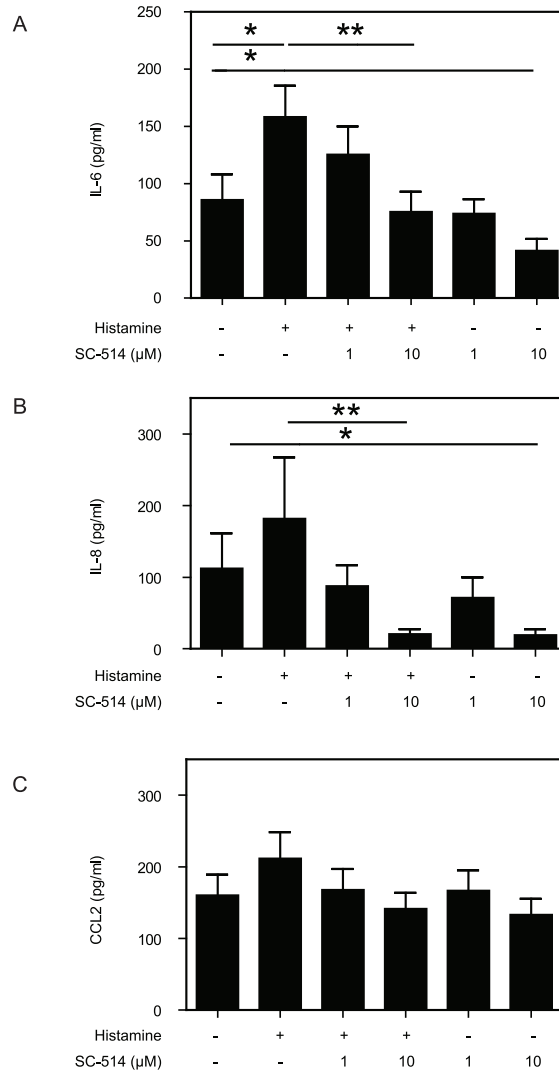 A
IL-6 (pg/ml)
250
200
150
100
50
0
* **
*
Histamine - + + + - -
SC-514 (µM) - - 1 10 1 10
B
IL-8 (pg/ml)
300
200
100
0
**
*
Histamine - + + + - -
SC-514 (µM) - - 1 10 1 10
C
CCL2 (pg/ml)
300
200
100
0
Histamine - + + + - -
SC-514 (µM) - - 1 10 1 10